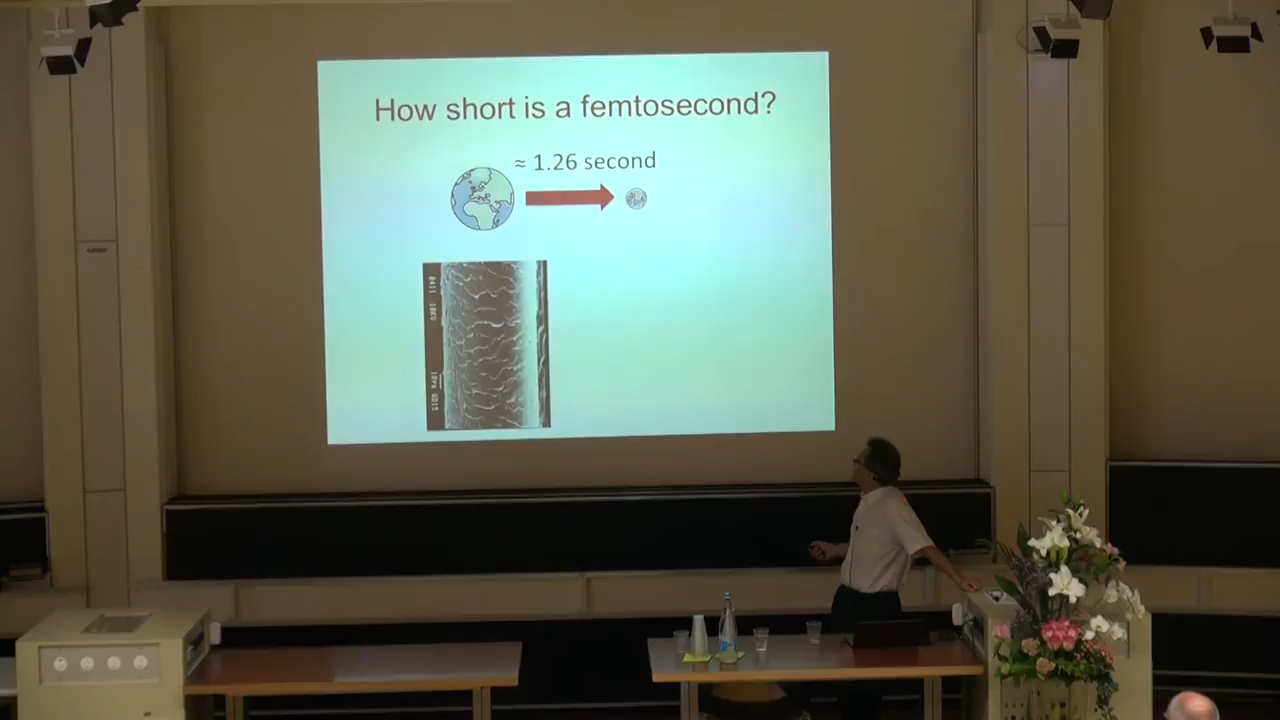 How short is a femtosecond?
≈ 1.26 second